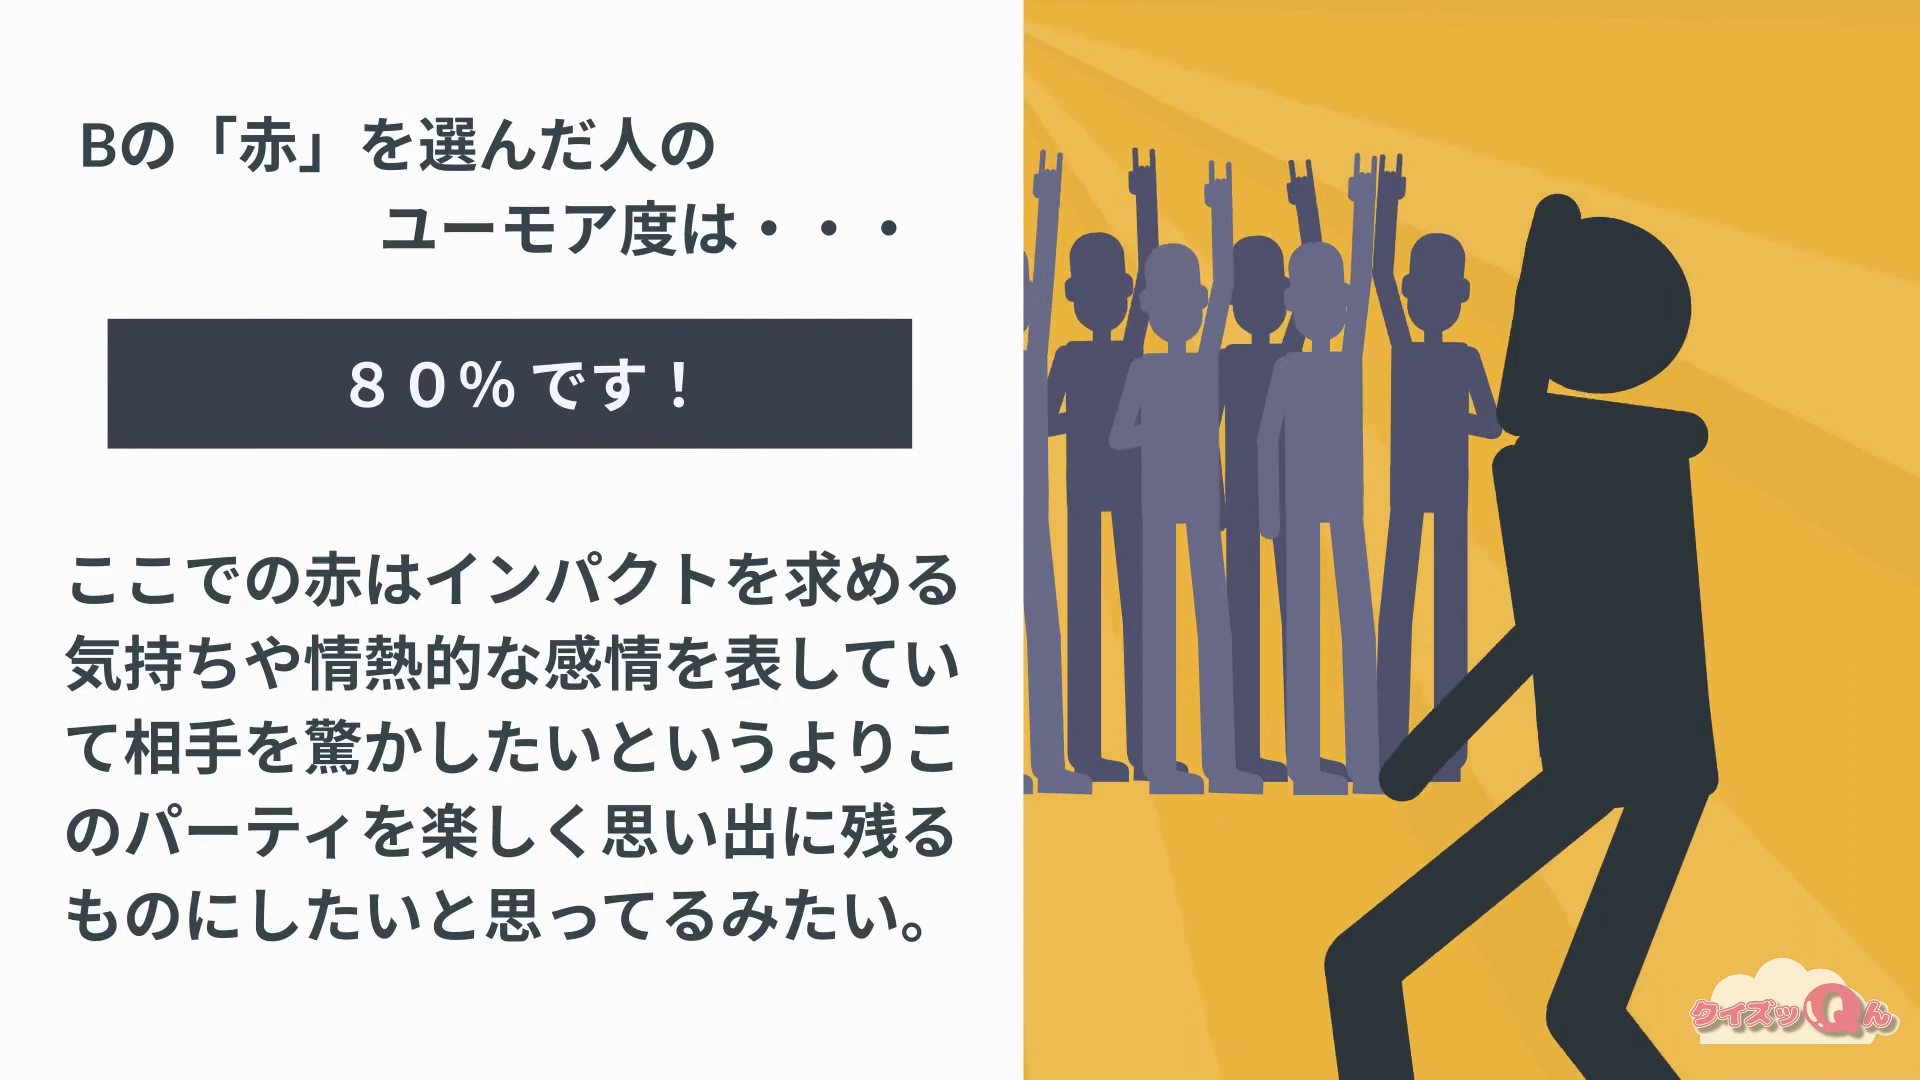 Bの「赤」を選んだ人の
ユーモア度は・・・
８０％です！
ここでの赤はインパクトを求める
気持ちや情熱的な感情を表してい
て相手を驚かしたいというよりこ
のパーティを楽しく思い出に残る
ものにしたいと思ってるみたい。
クイズッQん